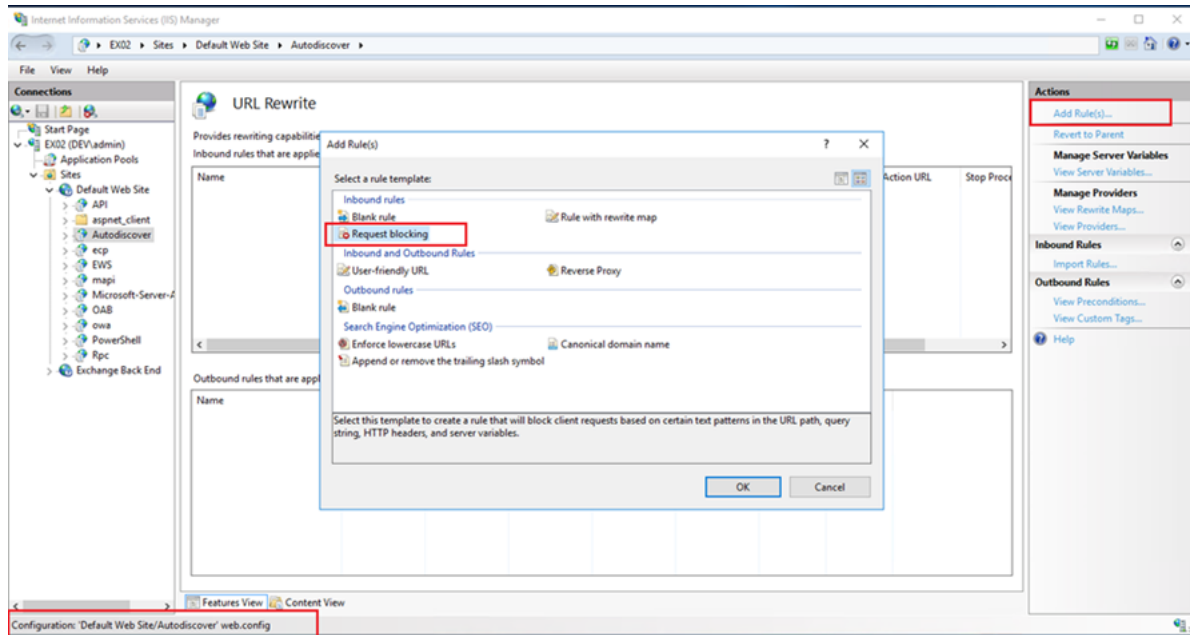 Internet Information Services (IIS) Manager
EX02 Sites Default Web Site Autodiscover
File View Help
Connections
Start Page
EX02 (DEV\admin)
Application Pools
Sites
Default Web Site
API
aspnet_client
Autodiscover
ecp
EWS
mapi
Microsoft-Server-A
OAB
owa
PowerShell
Rpc
Exchange Back End
URL Rewrite
Provides rewriting capabilitie
Inbound rules that are applie
Name
Action URL
Stop Proce
Outbound rules that are appl
Name
Add Rule(s)
?
Select a rule template:
Inbound rules
Blank rule
Rule with rewrite map
Request blocking
Inbound and Outbound Rules
User-friendly URL
Reverse Proxy
Outbound rules
Blank rule
Search Engine Optimization (SEO)
Enforce lowercase URLs
Canonical domain name
Append or remove the trailing slash symbol
Select this template to create a rule that will block client requests based on certain text patterns in the URL path, query
string, HTTP headers, and server variables.
OK
Cancel
Actions
Add Rule(s)...
Revert to Parent
Manage Server Variables
View Server Variables...
Manage Providers
View Rewrite Maps...
View Providers...
Inbound Rules
Import Rules...
Outbound Rules
View Preconditions...
View Custom Tags...
Help
Features View
Content View
Configuration: 'Default Web Site/Autodiscover' web.config